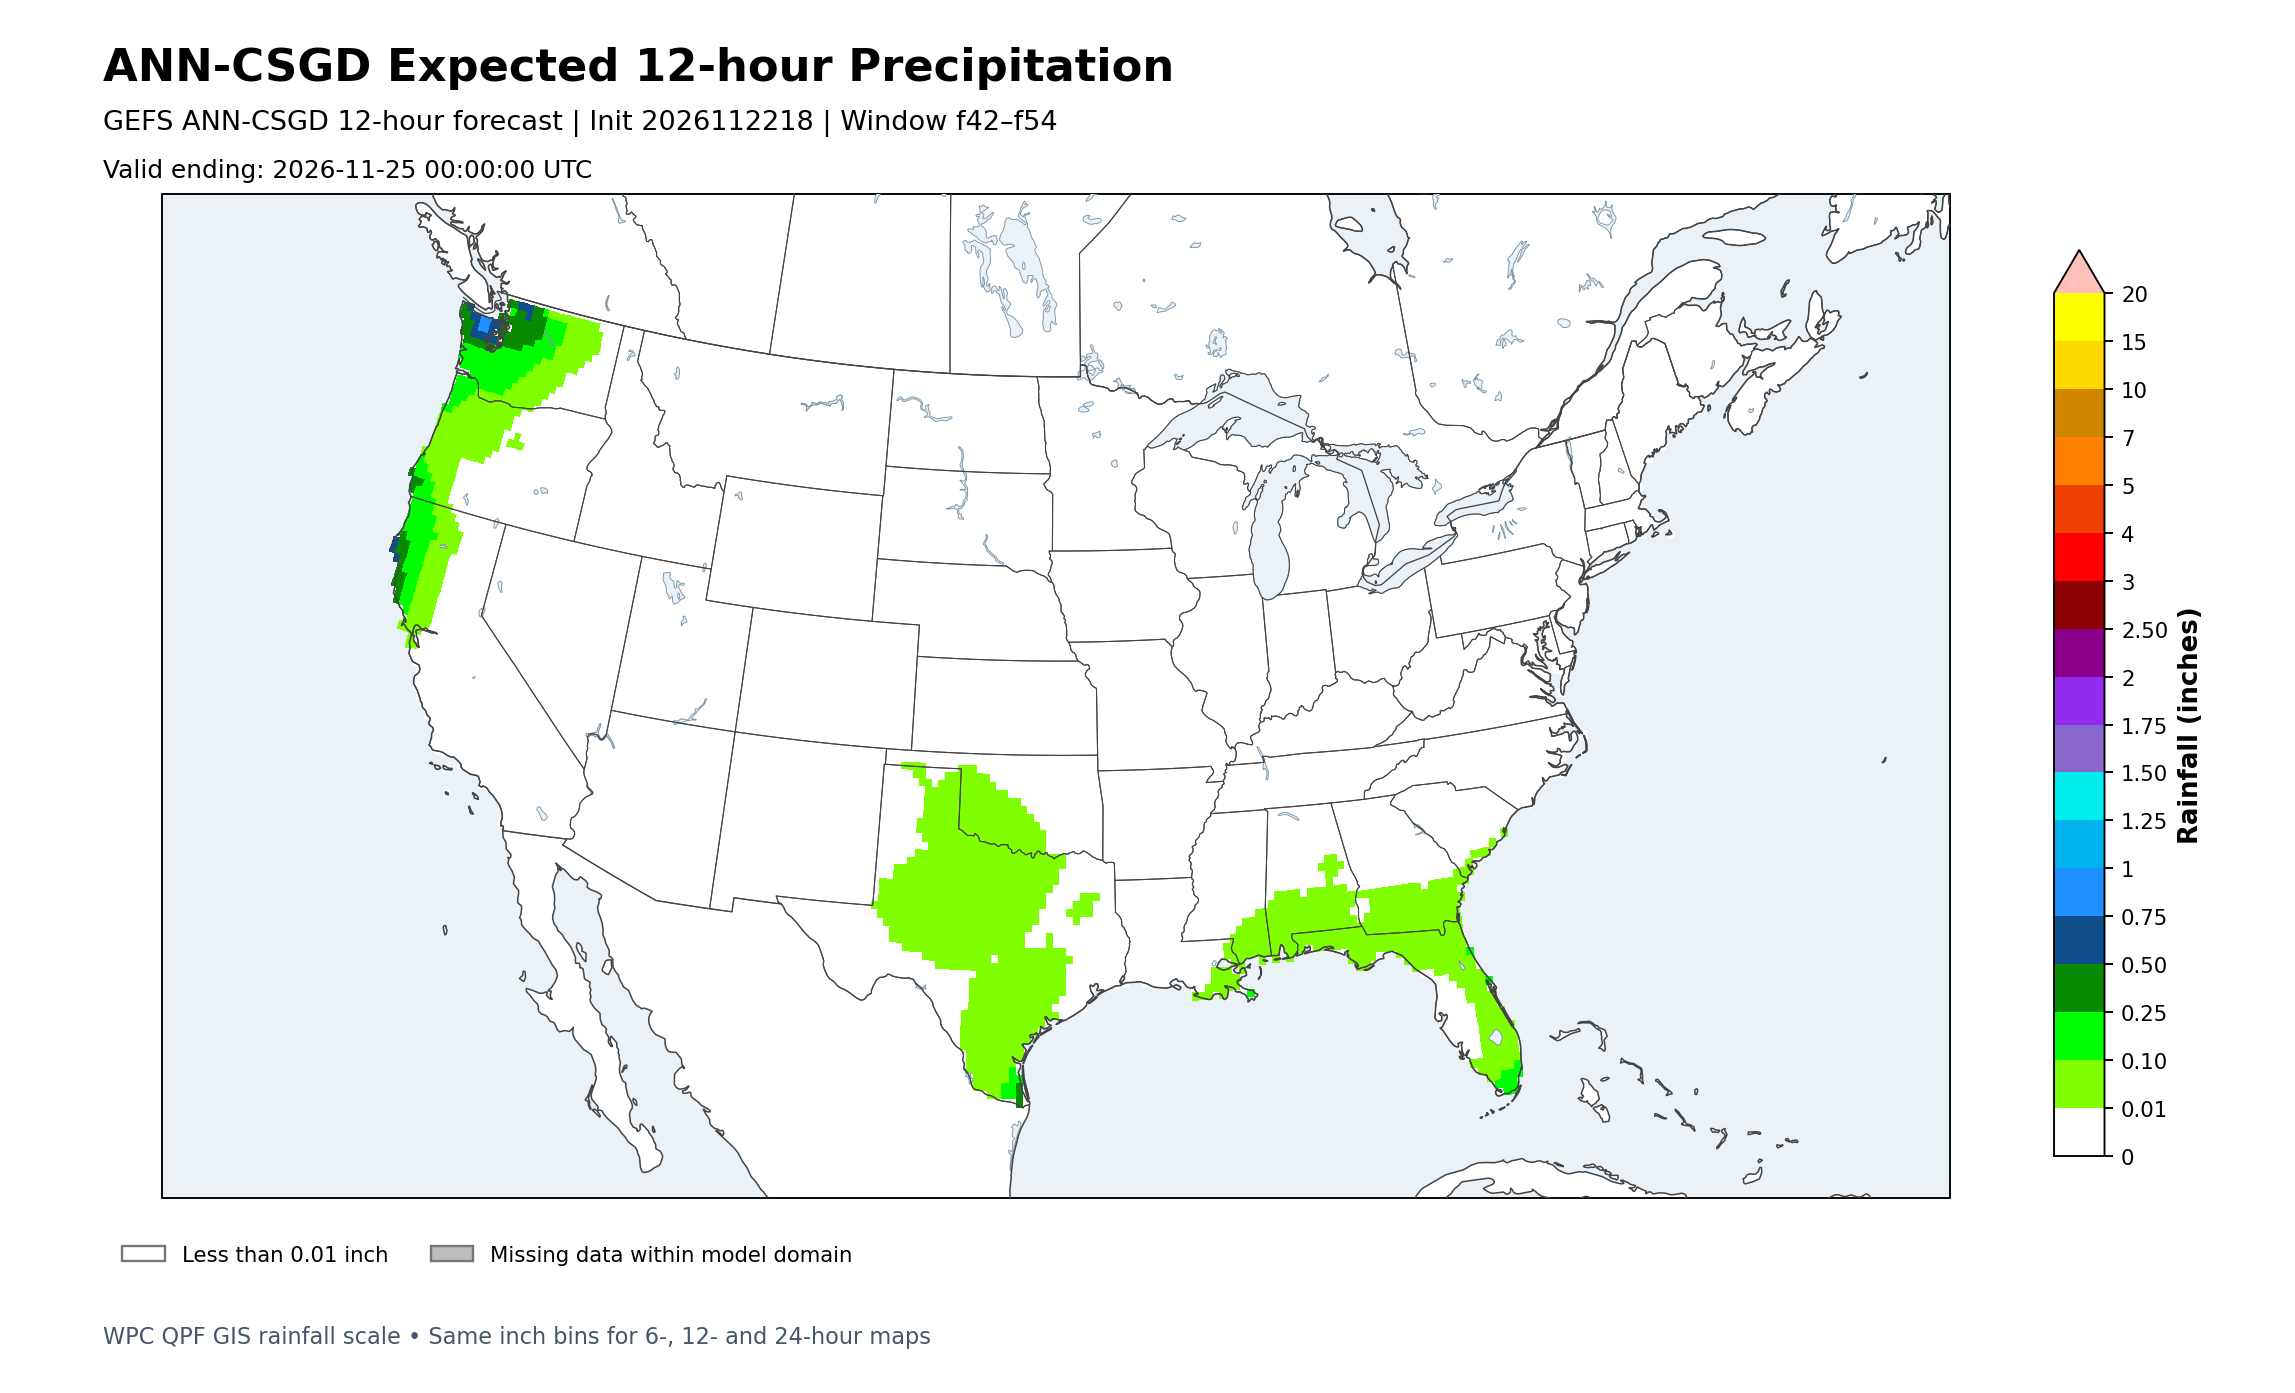 ANN-CSGD Expected 12-hour Precipitation
GEFS ANN-CSGD 12-hour forecast | Init 2026112218 | Window f42–f54
Valid ending: 2026-11-25 00:00:00 UTC
20
15
10
7
5
4
3
2.50
2
1.75
1.50
1.25
1
0.75
0.50
0.25
0.10
0.01
0
Rainfall (inches)
Less than 0.01 inch
Missing data within model domain
WPC QPF GIS rainfall scale • Same inch bins for 6-, 12- and 24-hour maps